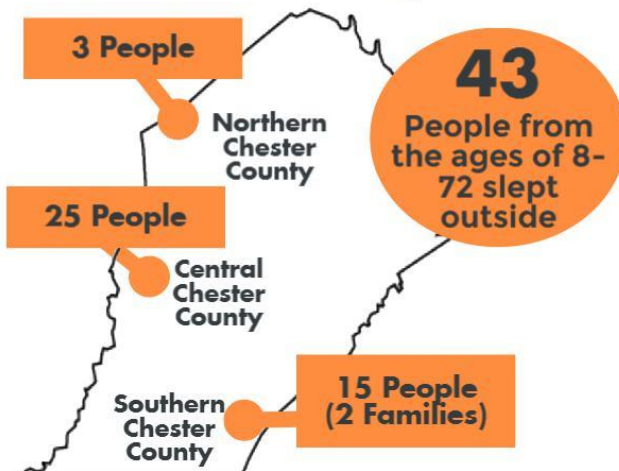 3 People
Northern
Chester
County
43
People from
the ages of 8-
72 slept
outside
25 People
Central
Chester
County
15 People
(2 Families)
Southern
Chester
County